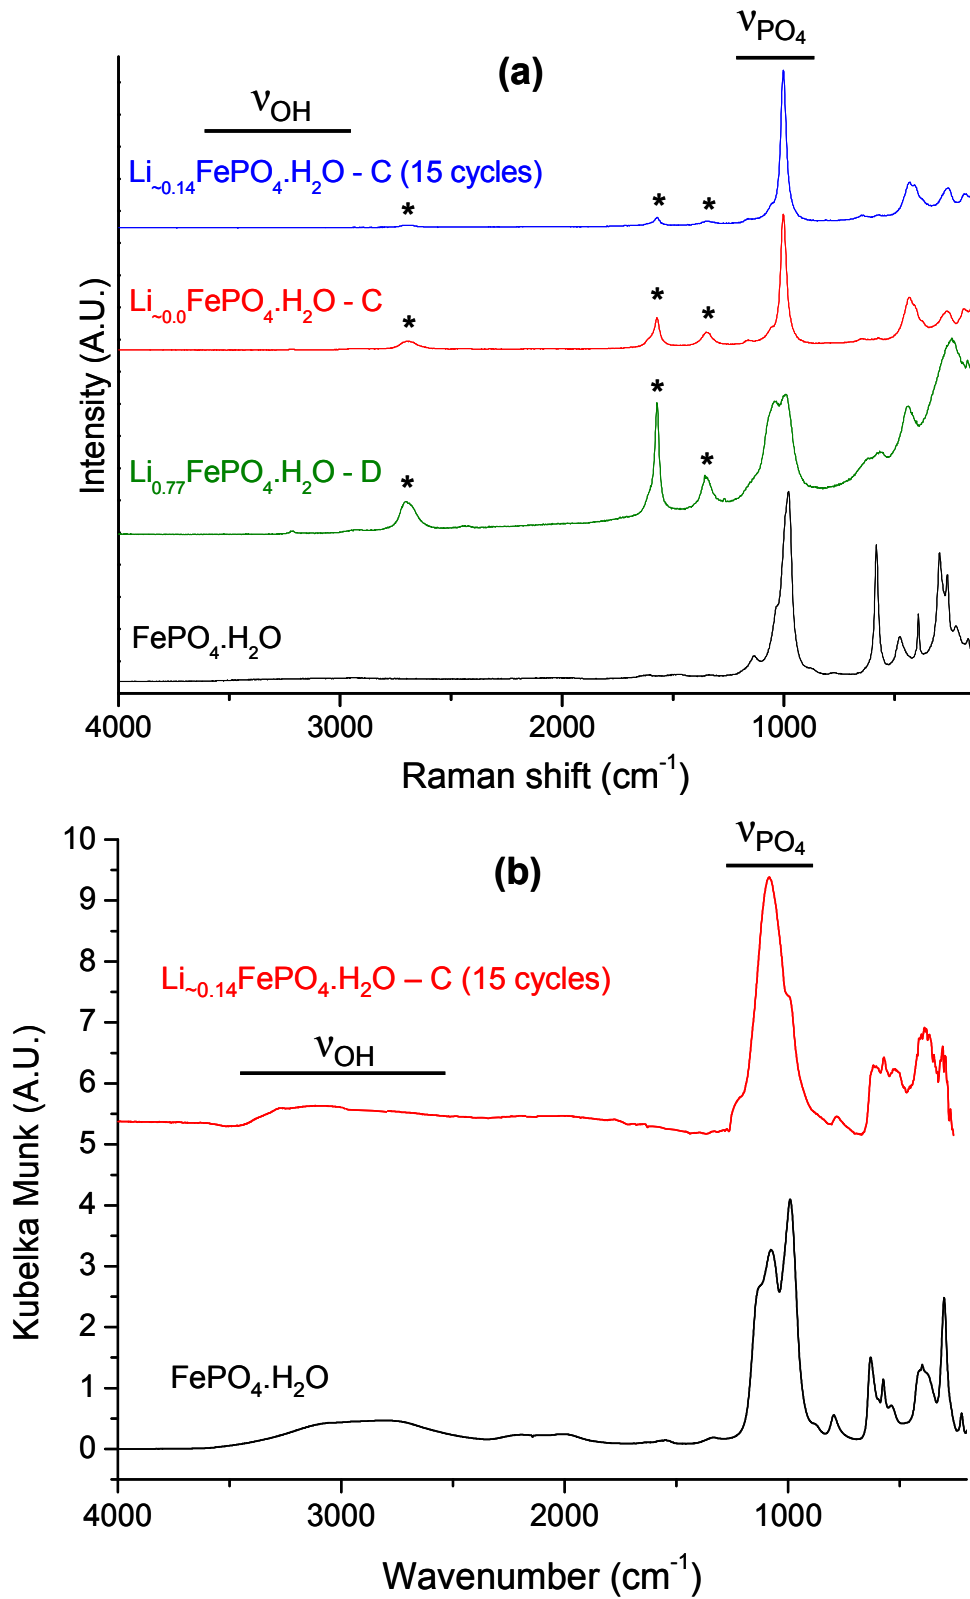 (a)
ν_PO₄
ν_OH
Li~0.14FePO₄.H₂O - C (15 cycles)
* * *
Li~0.0FePO₄.H₂O - C
* * *
Li0.77FePO₄.H₂O - D
* * *
FePO₄.H₂O
Intensity (A.U.)
4000 3000 2000 1000
Raman shift (cm⁻¹)
(b)
ν_PO₄
Li~0.14FePO₄.H₂O – C (15 cycles)
ν_OH
FePO₄.H₂O
Kubelka Munk (A.U.)
10
9
8
7
6
5
4
3
2
1
0
4000 3000 2000 1000
Wavenumber (cm⁻¹)